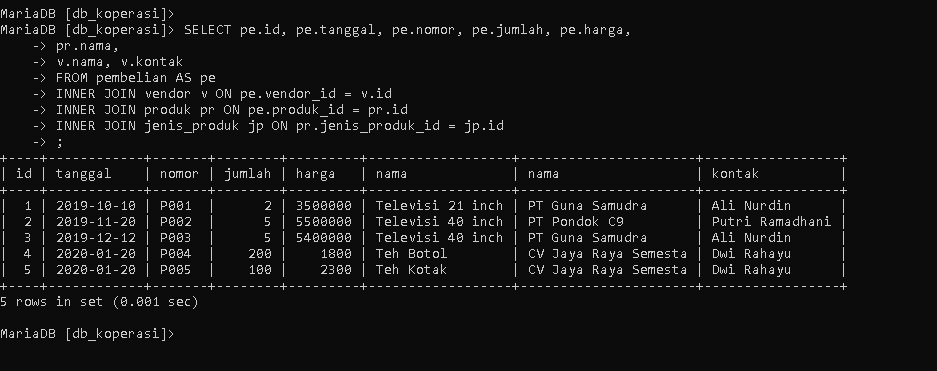 MariaDB [db_koperasi]>
MariaDB [db_koperasi]> SELECT pe.id, pe.tanggal, pe.nomor, pe.jumlah, pe.harga,
    -> pr.nama,
    -> v.nama, v.kontak
    -> FROM pembelian AS pe
    -> INNER JOIN vendor v ON pe.vendor_id = v.id
    -> INNER JOIN produk pr ON pe.produk_id = pr.id
    -> INNER JOIN jenis_produk jp ON pr.jenis_produk_id = jp.id
    -> ;
+----+------------+-------+--------+---------+------------------+---------------------+-----------------+
| id | tanggal    | nomor | jumlah | harga   | nama             | nama                | kontak          |
+----+------------+-------+--------+---------+------------------+---------------------+-----------------+
|  1 | 2019-10-10 | P001  |      2 | 3500000 | Televisi 21 inch | PT Guna Samudra     | Ali Nurdin      |
|  2 | 2019-11-20 | P002  |      5 | 5500000 | Televisi 40 inch | PT Pondok C9        | Putri Ramadhani |
|  3 | 2019-12-12 | P003  |      5 | 5400000 | Televisi 40 inch | PT Guna Samudra     | Ali Nurdin      |
|  4 | 2020-01-20 | P004  |    200 |    1800 | Teh Botol        | CV Jaya Raya Semesta | Dwi Rahayu      |
|  5 | 2020-01-20 | P005  |    100 |    2300 | Teh Kotak        | CV Jaya Raya Semesta | Dwi Rahayu      |
+----+------------+-------+--------+---------+------------------+---------------------+-----------------+
5 rows in set (0.001 sec)
MariaDB [db_koperasi]>